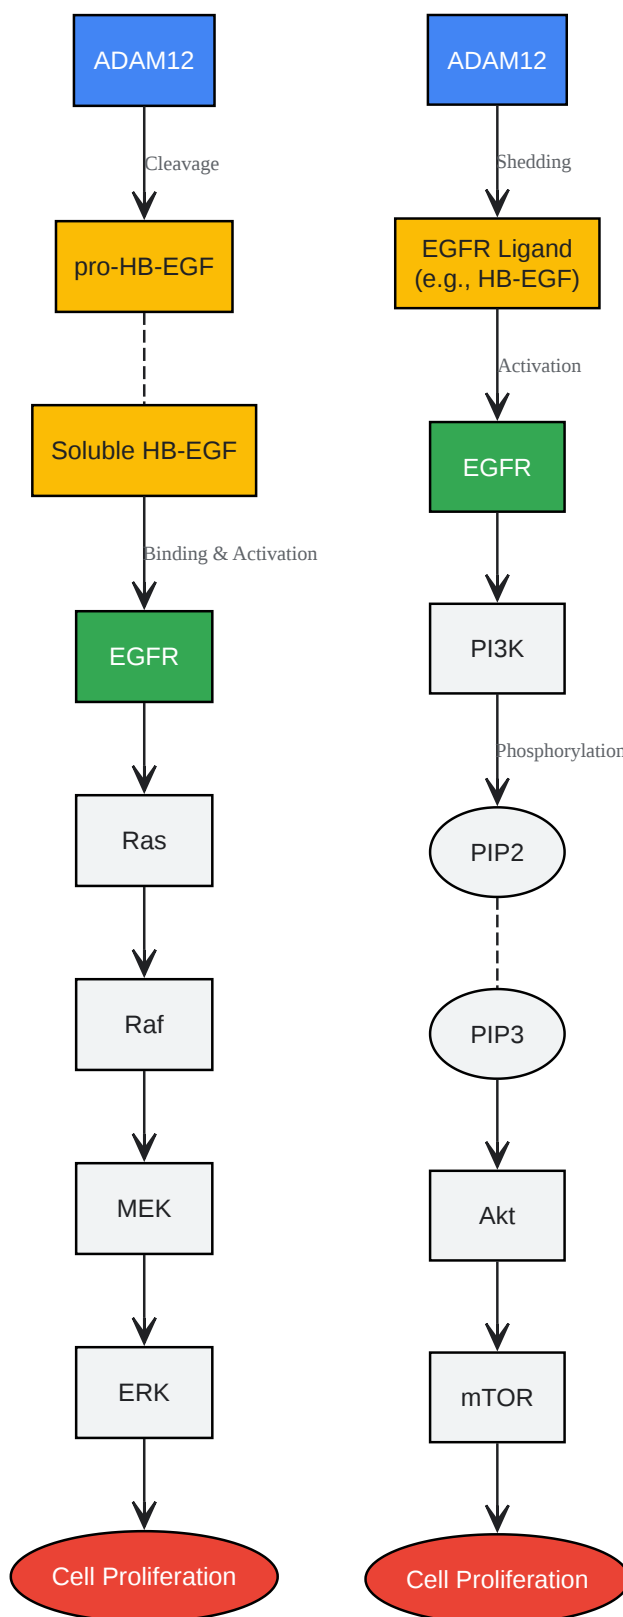 ADAM12
Cleavage
pro-HB-EGF
Soluble HB-EGF
Binding & Activation
EGFR
Ras
Raf
MEK
ERK
Cell Proliferation
ADAM12
Shedding
EGFR Ligand
(e.g., HB-EGF)
Activation
EGFR
PI3K
Phosphorylation
PIP2
PIP3
Akt
mTOR
Cell Proliferation